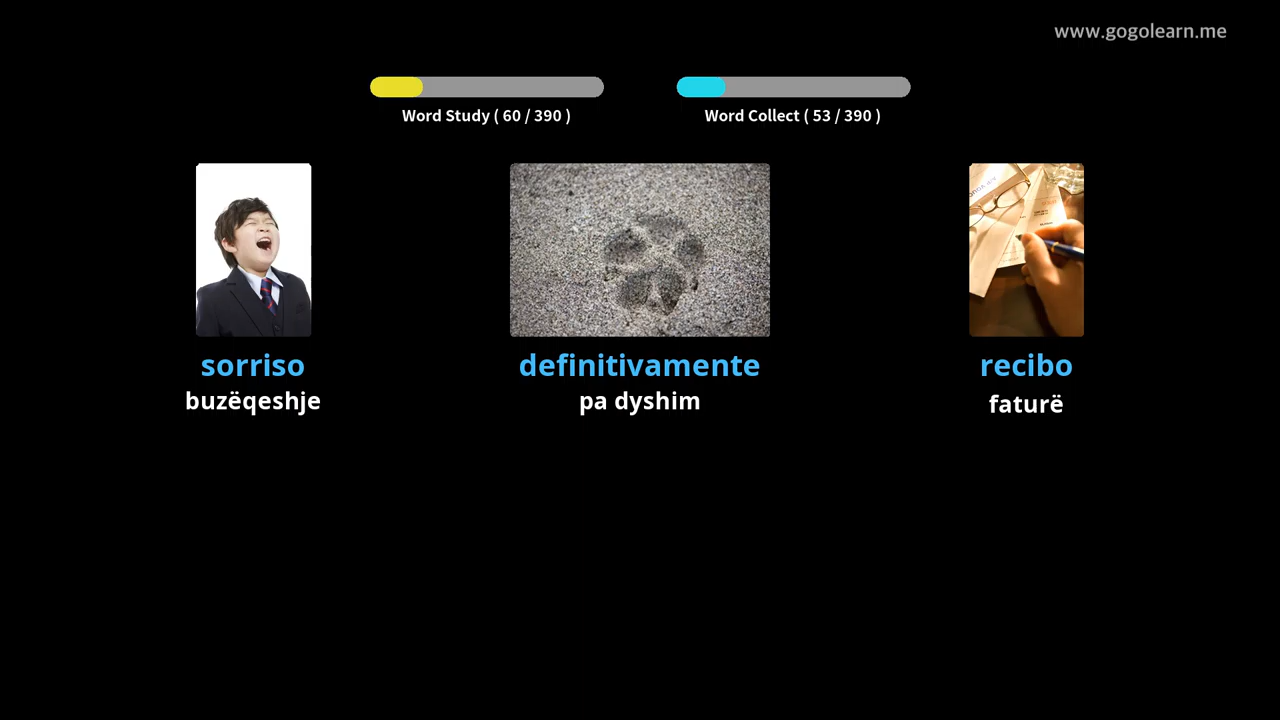 www.gogolearn.me
Word Study ( 60 / 390 )
Word Collect ( 53 / 390 )
sorriso
buzëqeshje
definitivamente
pa dyshim
recibo
faturë